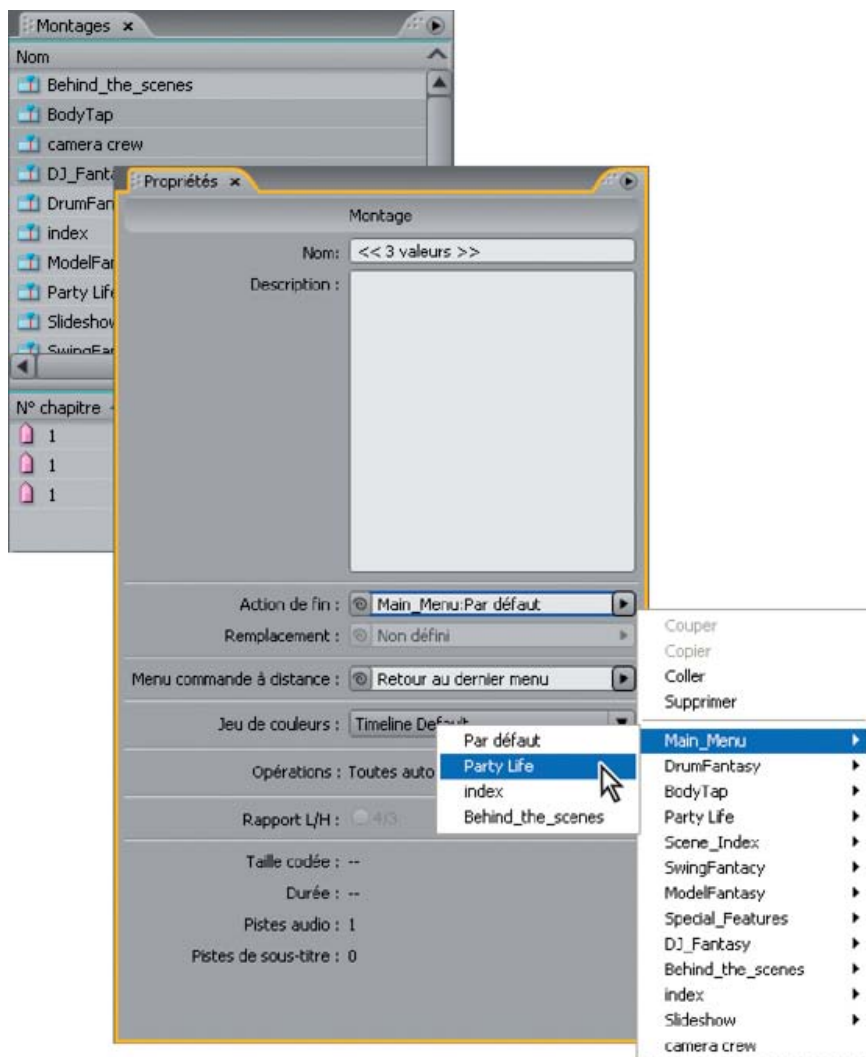 Montages
Nom
Behind_the_scenes
BodyTap
camera crew
DJ_Fanta
DrumFan
index
ModelFar
Party Life
Slideshow
SwingFan
N° chapitre
1
1
1
Propriétés
Montage
Nom: << 3 valeurs >>
Description :
Action de fin : Main_Menu:Par défaut
Remplacement : Non défini
Menu commande à distance : Retour au dernier menu
Jeu de couleurs : Timeline Default
Opérations : Toutes auto
Rapport L/H : 4/3
Taille codée : --
Durée : --
Pistes audio : 1
Pistes de sous-titre : 0
Par défaut
Party Life
index
Behind_the_scenes
Couper
Copier
Coller
Supprimer
Main_Menu
DrumFantasy
BodyTap
Party Life
Scene_Index
SwingFantacy
ModelFantasy
Special_Features
DJ_Fantasy
Behind_the_scenes
index
Slideshow
camera crew